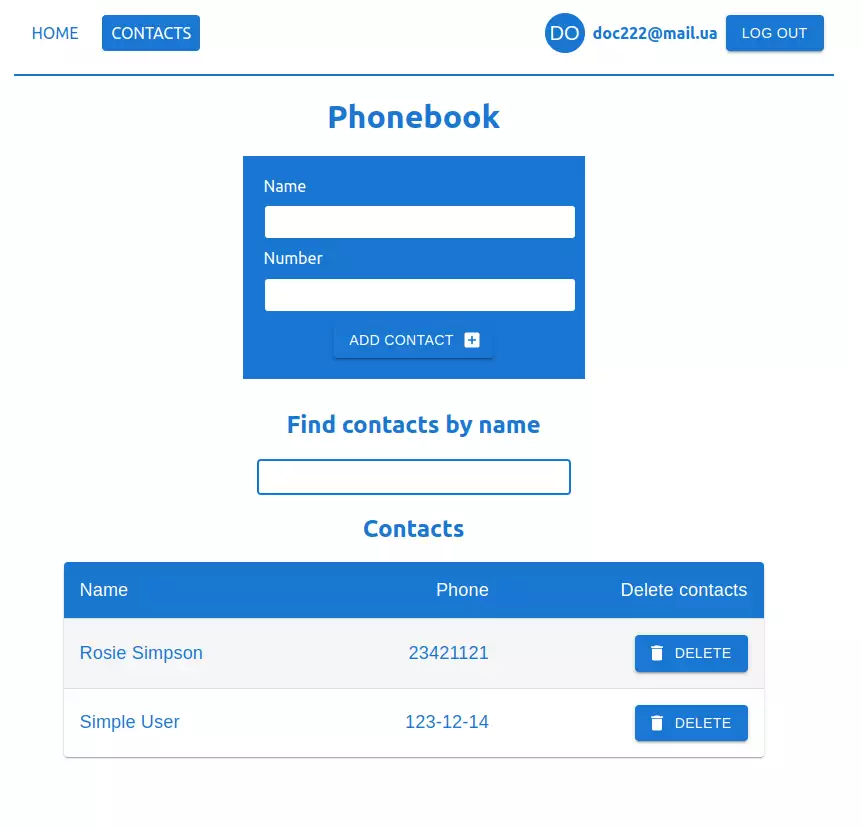 HOME CONTACTS DO doc222@mail.ua LOG OUT
Phonebook
Name
Number
ADD CONTACT
Find contacts by name
Contacts
Name Phone Delete contacts
Rosie Simpson 23421121 DELETE
Simple User 123-12-14 DELETE